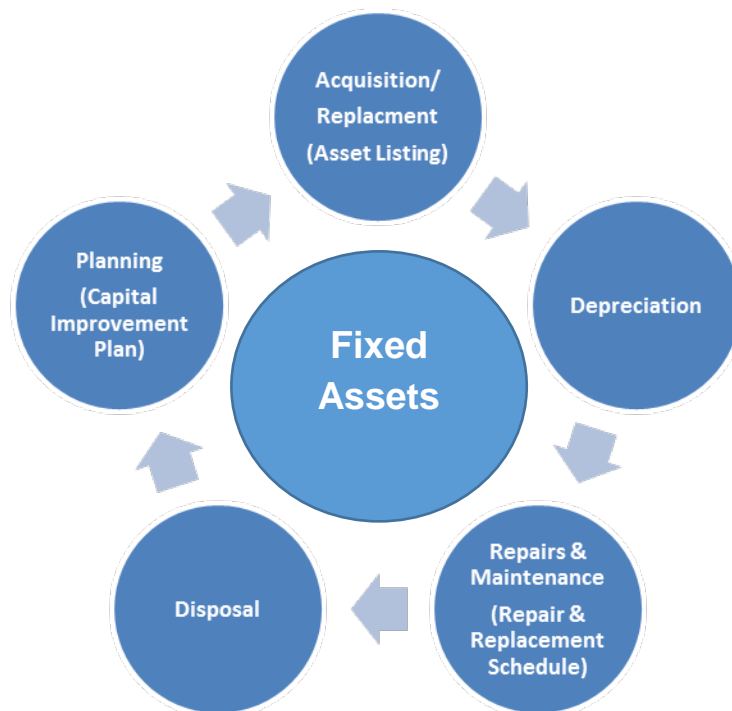 Acquisition/
Replacment
(Asset Listing)
Planning
(Capital
Improvement
Plan)
Depreciation
Fixed
Assets
Repairs &
Maintenance
(Repair &
Replacement
Schedule)
Disposal